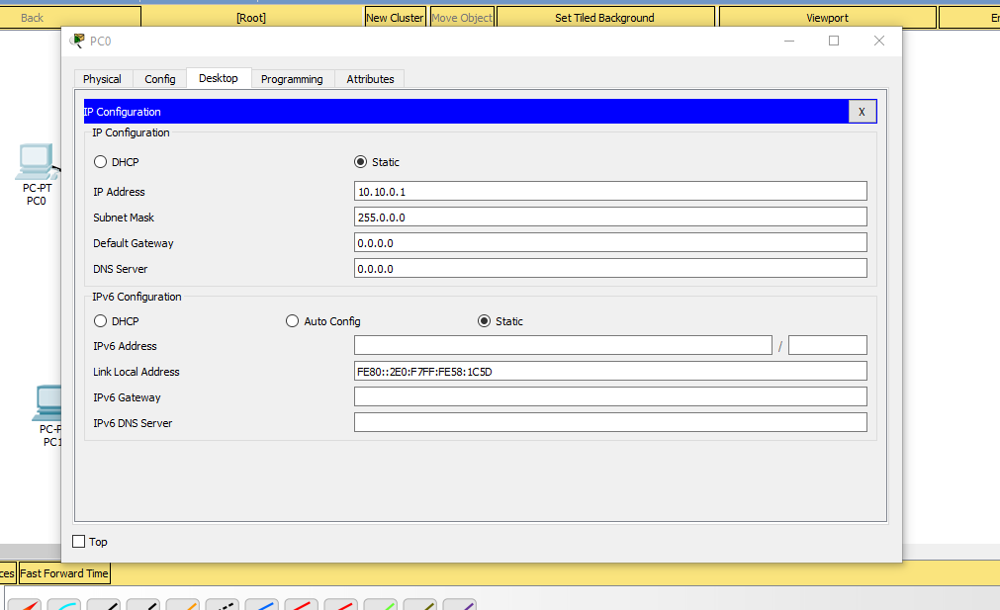 Back [Root] New Cluster Move Object Set Tiled Background Viewport
PC0
Physical Config Desktop Programming Attributes
IP Configuration X
IP Configuration
DHCP Static
IP Address 10.10.0.1
Subnet Mask 255.0.0.0
Default Gateway 0.0.0.0
DNS Server 0.0.0.0
IPv6 Configuration
DHCP Auto Config Static
IPv6 Address /
Link Local Address FE80::2E0:F7FF:FE58:1C5D
IPv6 Gateway
IPv6 DNS Server
Top
PC-PT
PC0
PC-P
PC1
Fast Forward Time